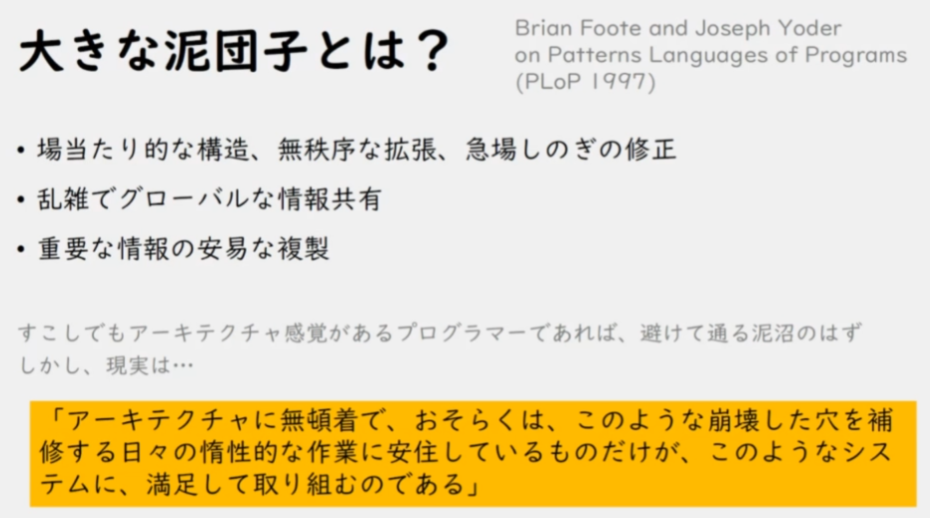 大きな泥団子とは？
Brian Foote and Joseph Yoder
on Patterns Languages of Programs
(PLoP 1997)
• 場当たり的な構造、無秩序な拡張、急場しのぎの修正
• 乱雑でグローバルな情報共有
• 重要な情報の安易な複製
すこしでもアーキテクチャ感覚があるプログラマーであれば、避けて通る泥沼のはず
しかし、現実は…
「アーキテクチャに無頓着で、おそらくは、このような崩壊した穴を補
修する日々の惰性的な作業に安住しているものだけが、このようなシス
テムに、満足して取り組むのである」